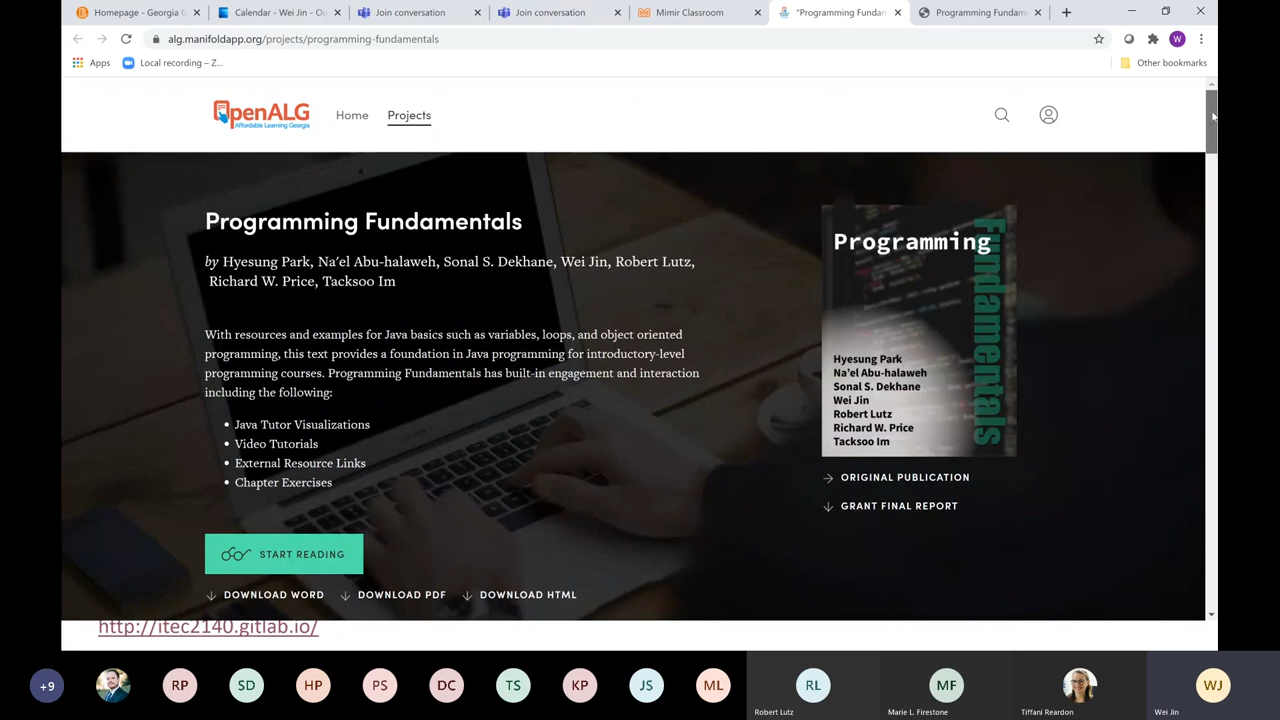 Homepage - Georgia G
Calendar - Wei Jin - Ou
Join conversation
Join conversation
Mimir Classroom
"Programming Fundam
Programming Fundam
alg.manifoldapp.org/projects/programming-fundamentals
W
Apps
Local recording – Z...
Other bookmarks
OpenALG
Affordable Learning Georgia
Home
Projects
Programming Fundamentals
by Hyesung Park, Na'el Abu-halaweh, Sonal S. Dekhane, Wei Jin, Robert Lutz,
Richard W. Price, Tacksoo Im
With resources and examples for Java basics such as variables, loops, and object oriented
programming, this text provides a foundation in Java programming for introductory-level
programming courses. Programming Fundamentals has built-in engagement and interaction
including the following:
• Java Tutor Visualizations
• Video Tutorials
• External Resource Links
• Chapter Exercises
START READING
DOWNLOAD WORD
DOWNLOAD PDF
DOWNLOAD HTML
Programming
Fundamentals
Hyesung Park
Na'el Abu-halaweh
Sonal S. Dekhane
Wei Jin
Robert Lutz
Richard W. Price
Tacksoo Im
ORIGINAL PUBLICATION
GRANT FINAL REPORT
http://itec2140.gitlab.io/
+9
RP
SD
HP
PS
DC
TS
KP
JS
ML
RL
Robert Lutz
MF
Marie L. Firestone
Tiffani Reardon
WJ
Wei Jin